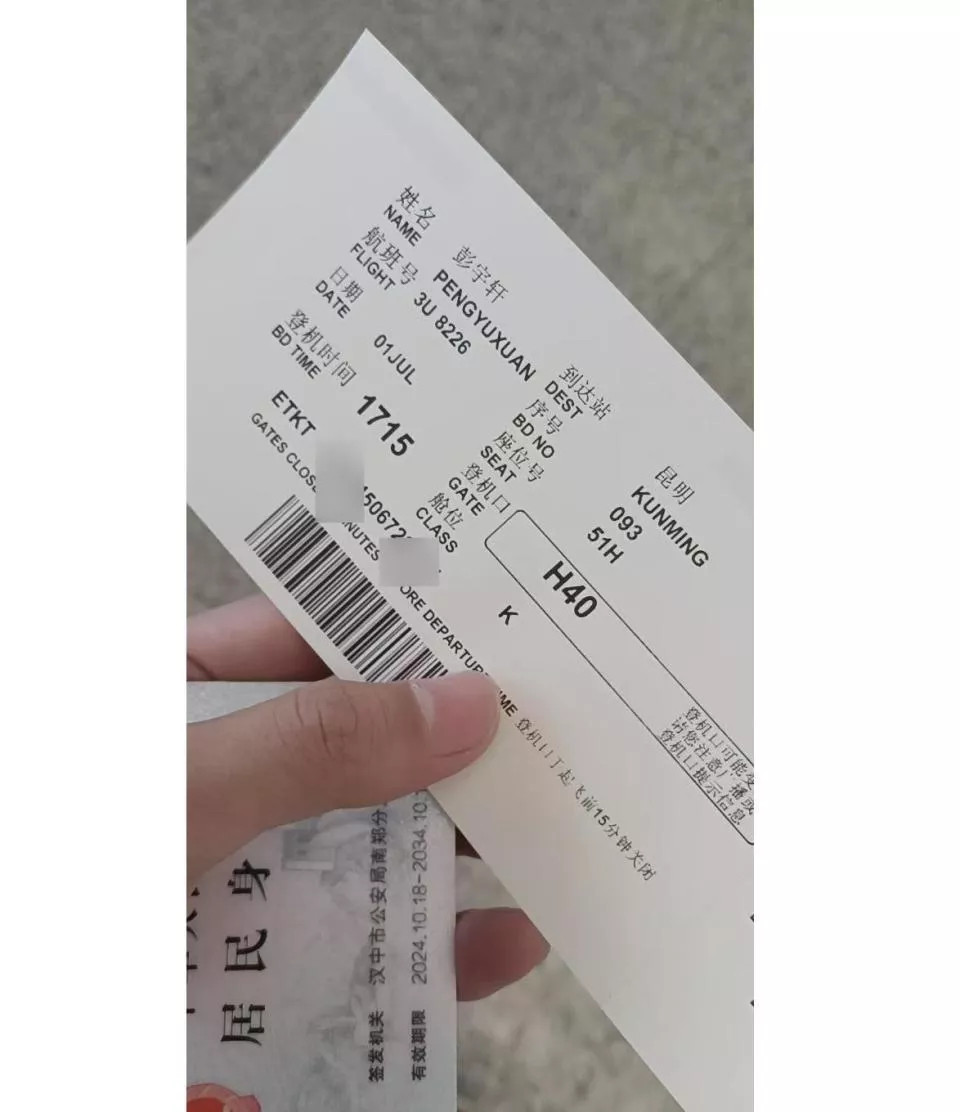 姓名 彭宇轩
NAME PENGYUXUAN
航班号
FLIGHT 3U 8226
日期
DATE 01JUL
登机时间
BD TIME 1715
ETKT 50672
到达站 昆明
DEST KUNMING
序号
BD NO 093
座位号
SEAT 51H
登机口
GATE H40
舱位
CLASS K
GATES CLOSE NUTES ORE DEPARTURE TIME 登机口于起飞前15分钟关闭
登机口可能变
请您注意广播或
登机口提示信息
居民身
签发机关 汉中市公安局南郑分
有效期限 2024.10.18-2034.10.